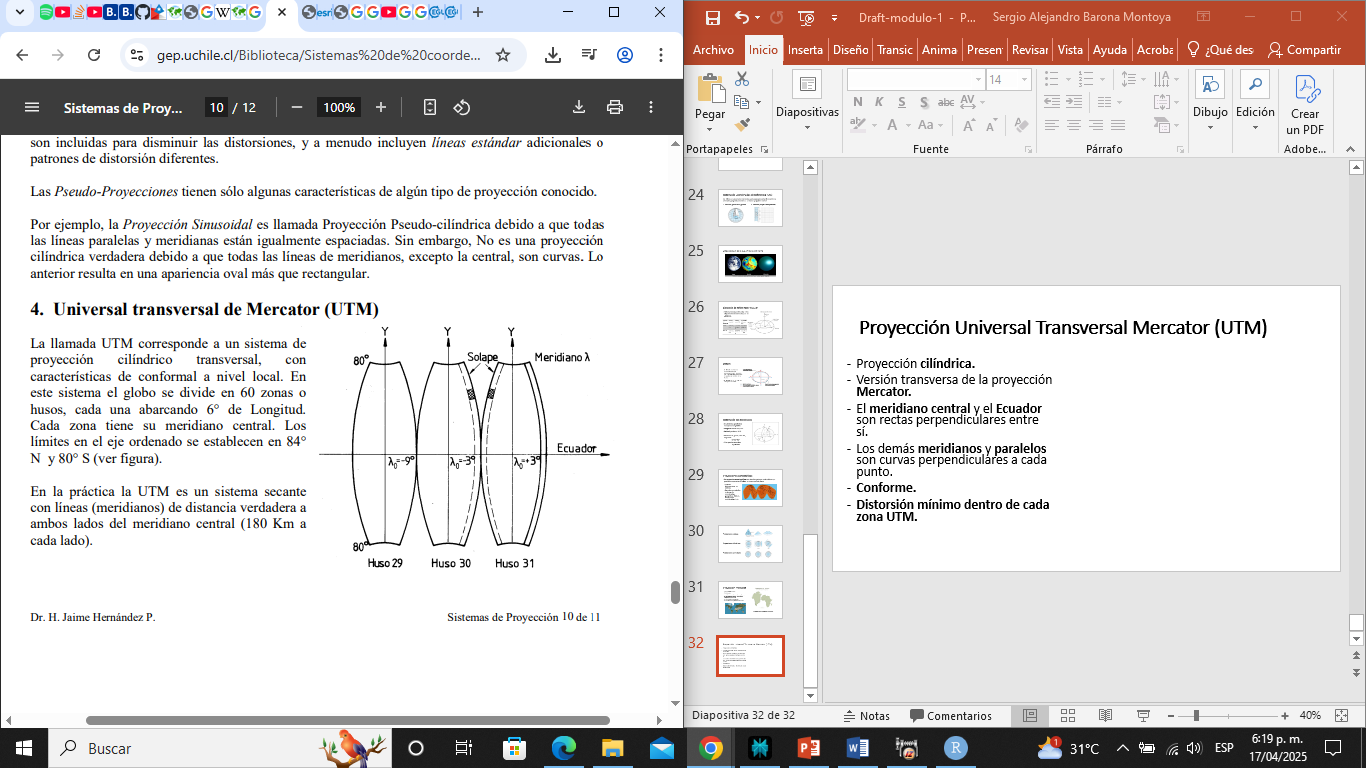 esri
gep.uchile.cl/Biblioteca/Sistemas%20de%20coorde...
Sistemas de Proy...
10 / 12
100%
son incluidas para disminuir las distorsiones, y a menudo incluyen líneas estándar adicionales o
patrones de distorsión diferentes.
Las Pseudo-Proyecciones tienen sólo algunas características de algún tipo de proyección conocido.
Por ejemplo, la Proyección Sinusoidal es llamada Proyección Pseudo-cilíndrica debido a que todas
las líneas paralelas y meridianas están igualmente espaciadas. Sin embargo, No es una proyección
cilíndrica verdadera debido a que todas las líneas de meridianos, excepto la central, son curvas. Lo
anterior resulta en una apariencia oval más que rectangular.
4. Universal transversal de Mercator (UTM)
La llamada UTM corresponde a un sistema de
proyección cilíndrico transversal, con
características de conformal a nivel local. En
este sistema el globo se divide en 60 zonas o
husos, cada una abarcando 6° de Longitud.
Cada zona tiene su meridiano central. Los
límites en el eje ordenado se establecen en 84°
N y 80° S (ver figura).
En la práctica la UTM es un sistema secante
con líneas (meridianos) de distancia verdadera a
ambos lados del meridiano central (180 Km a
cada lado).
Y Y Y
80° Solape Meridiano λ
Ecuador
λ₀=-9° λ₀=-3° λ₀=+3°
80°
Huso 29 Huso 30 Huso 31
Dr. H. Jaime Hernández P.
Sistemas de Proyección 10 de 11
Draft-modulo-1 - P...
Sergio Alejandro Barona Montoya
Archivo Inicio Inserta Diseño Transic Anima Presen Revisar Vista Ayuda Acroba ¿Qué des Compartir
14
N K S S abc AV
A Aa A A
Pegar
Diapositivas
Dibujo
Edición
Crear
un PDF
Portapapeles
Fuente
Párrafo
Adobe...
24
25
26
27
28
29
30
31
32
Proyección Universal Transversal Mercator (UTM)
- Proyección cilíndrica.
- Versión transversa de la proyección
Mercator.
- El meridiano central y el Ecuador
son rectas perpendiculares entre
sí.
- Los demás meridianos y paralelos
son curvas perpendiculares a cada
punto.
- Conforme.
- Distorsión mínimo dentro de cada
zona UTM.
Diapositiva 32 de 32
Notas
Comentarios
40%
Buscar
31°C
ESP
6:19 p. m.
17/04/2025